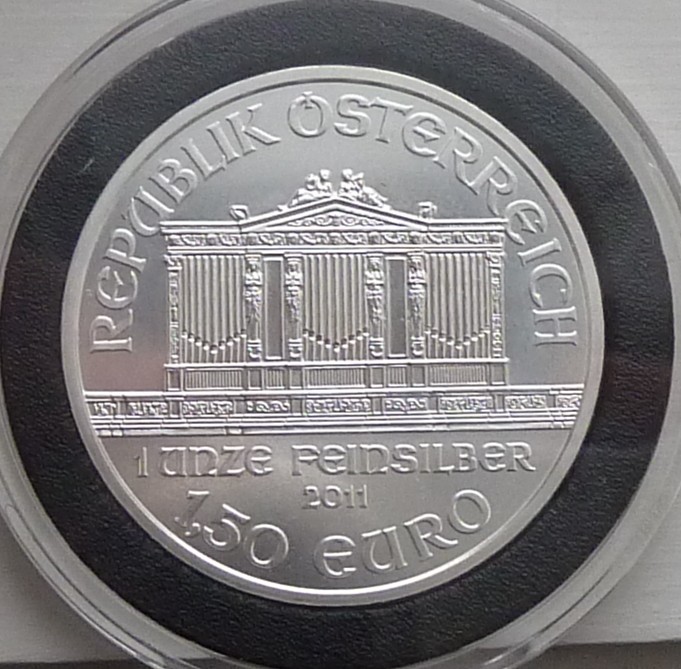 REPUBLIK ÖSTERREICH
1 UNZE FEINSILBER
2011
1,50 EURO